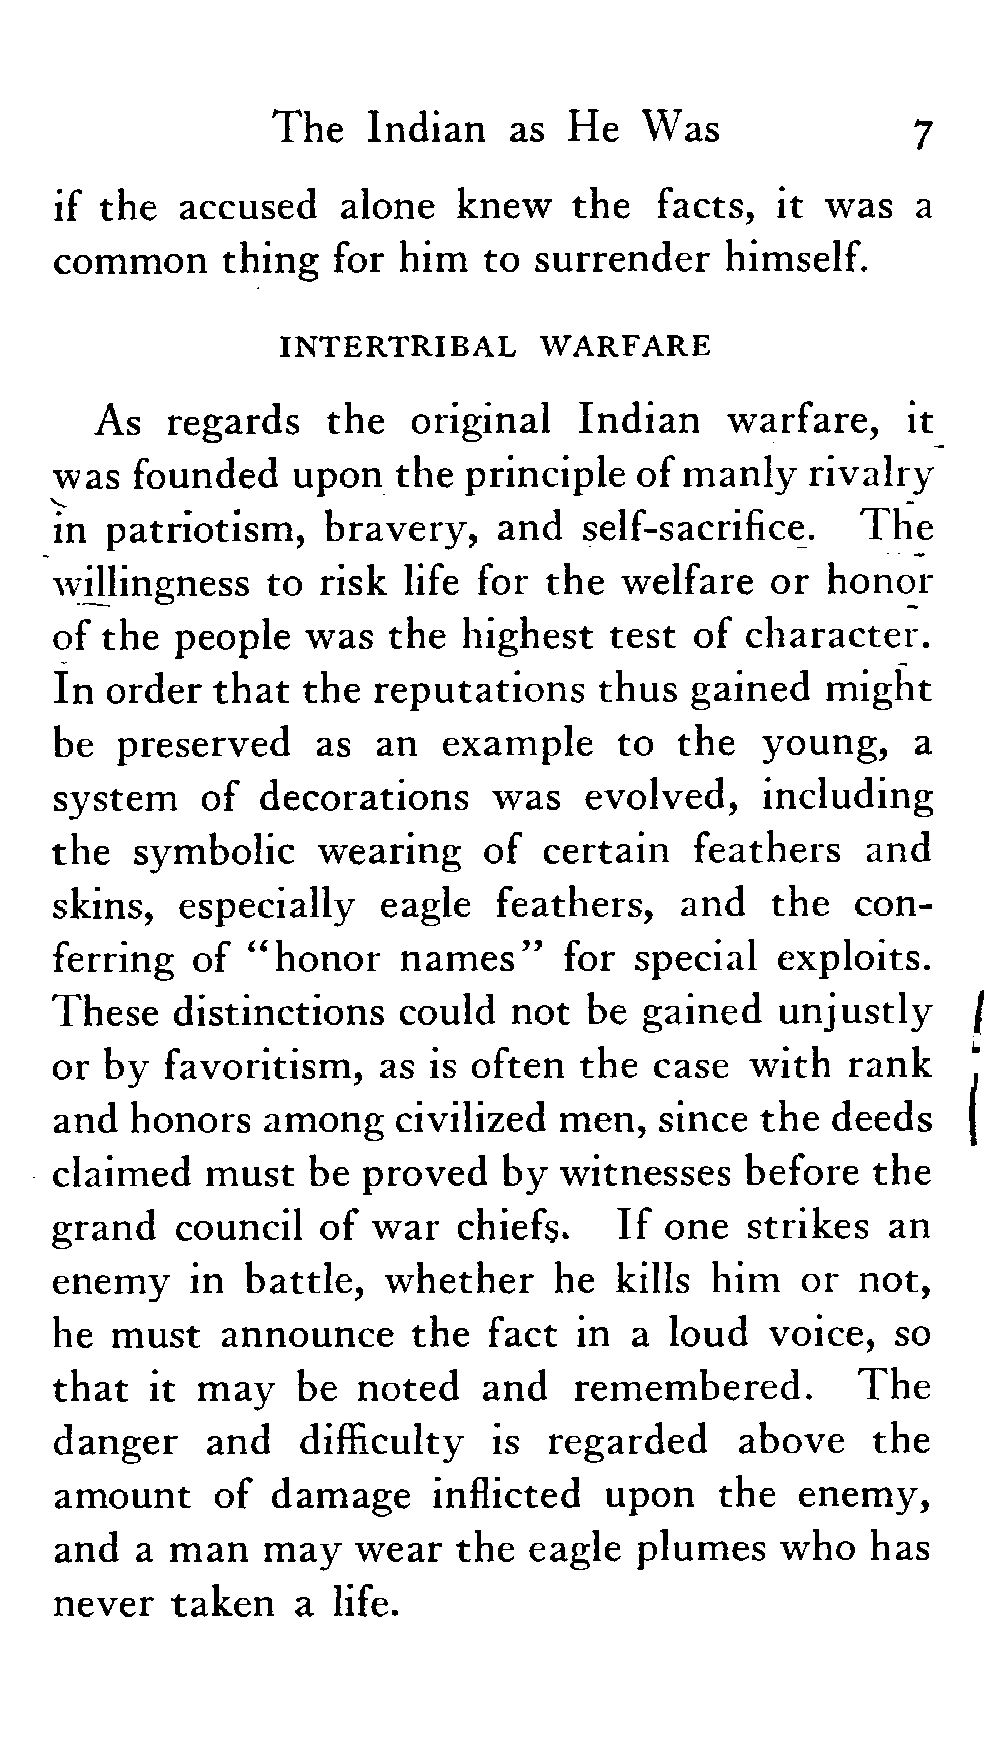 The Indian as He Was 7
if the accused alone knew the facts, it was a
common thing for him to surrender himself.
INTERTRIBAL WARFARE
As regards the original Indian warfare, it
was founded upon the principle of manly rivalry
in patriotism, bravery, and self-sacrifice. The
willingness to risk life for the welfare or honor
of the people was the highest test of character.
In order that the reputations thus gained might
be preserved as an example to the young, a
system of decorations was evolved, including
the symbolic wearing of certain feathers and
skins, especially eagle feathers, and the con-
ferring of "honor names" for special exploits.
These distinctions could not be gained unjustly
or by favoritism, as is often the case with rank
and honors among civilized men, since the deeds
claimed must be proved by witnesses before the
grand council of war chiefs. If one strikes an
enemy in battle, whether he kills him or not,
he must announce the fact in a loud voice, so
that it may be noted and remembered. The
danger and difficulty is regarded above the
amount of damage inflicted upon the enemy,
and a man may wear the eagle plumes who has
never taken a life.